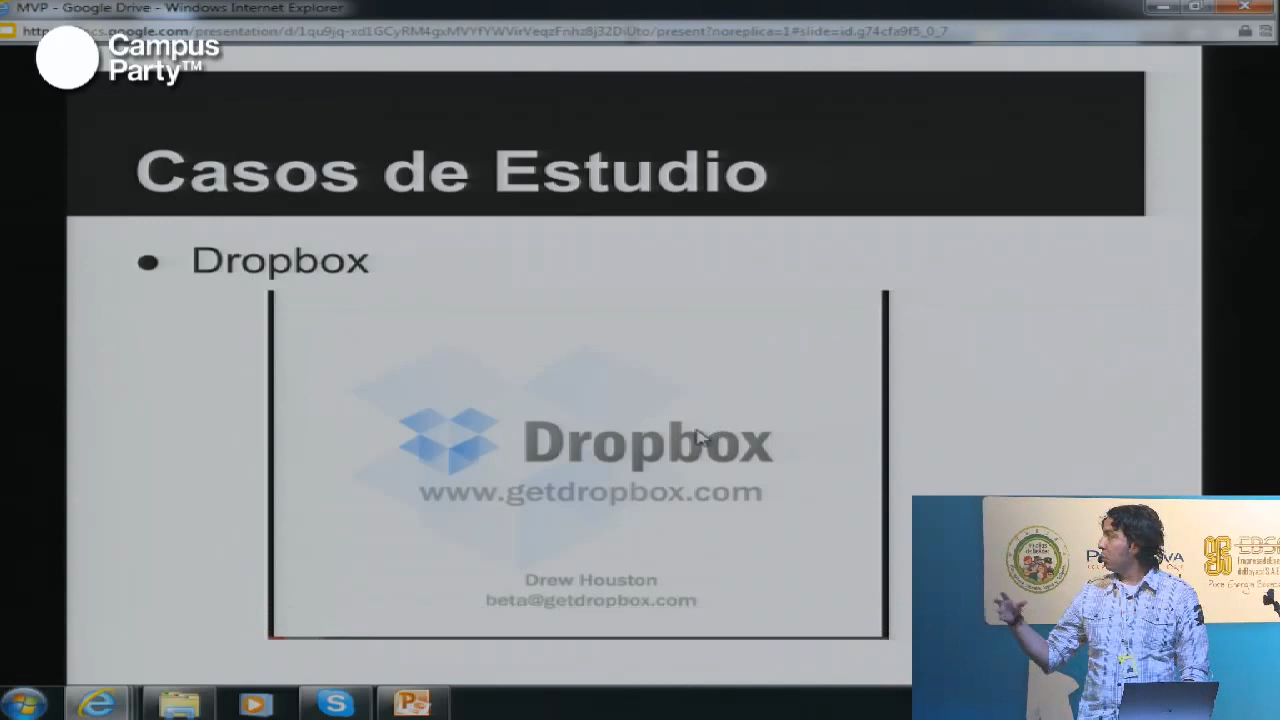 MVP - Google Drive - Windows Internet Explorer
Campus
Party™
Casos de Estudio
• Dropbox
Dropbox
www.getdropbox.com
Drew Houston
beta@getdropbox.com
S